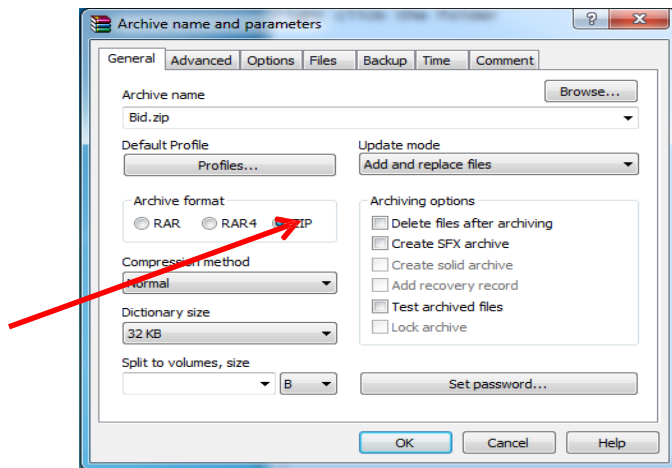 Archive name and parameters
General Advanced Options Files Backup Time Comment
Archive name
Browse...
Bid.zip
Default Profile
Update mode
Profiles...
Add and replace files
Archive format
Archiving options
RAR RAR4 ZIP
Delete files after archiving
Create SFX archive
Compression method
Create solid archive
Normal
Add recovery record
Dictionary size
Test archived files
32 KB
Lock archive
Split to volumes, size
B
Set password...
OK Cancel Help